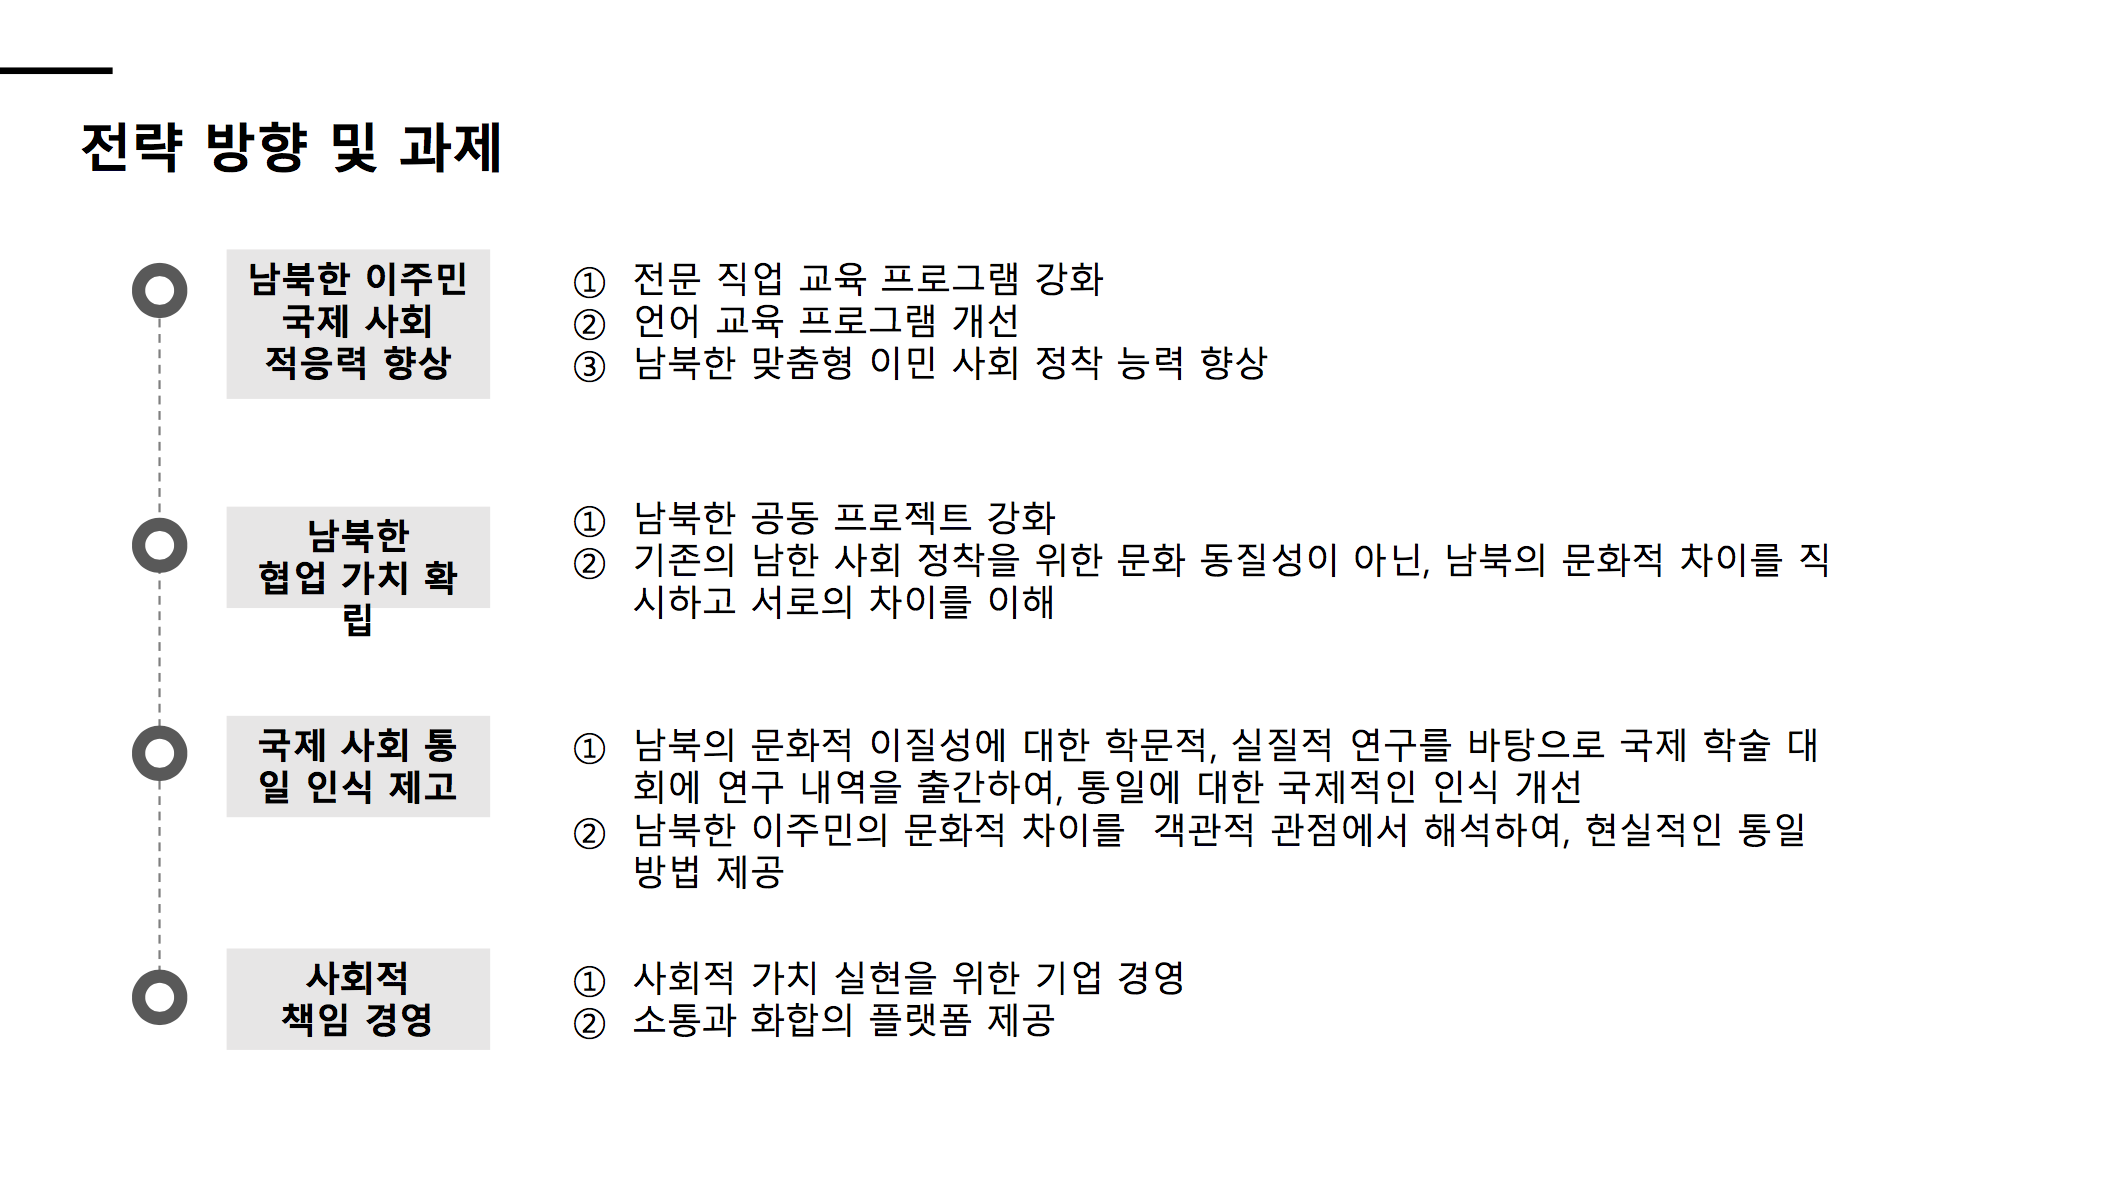 전략 방향 및 과제
남북한 이주민
국제 사회
적응력 향상
① 전문 직업 교육 프로그램 강화
② 언어 교육 프로그램 개선
③ 남북한 맞춤형 이민 사회 정착 능력 향상
남북한
협업 가치 확
립
① 남북한 공동 프로젝트 강화
② 기존의 남한 사회 정착을 위한 문화 동질성이 아닌, 남북의 문화적 차이를 직
시하고 서로의 차이를 이해
국제 사회 통
일 인식 제고
① 남북의 문화적 이질성에 대한 학문적, 실질적 연구를 바탕으로 국제 학술 대
회에 연구 내역을 출간하여, 통일에 대한 국제적인 인식 개선
② 남북한 이주민의 문화적 차이를  객관적 관점에서 해석하여, 현실적인 통일
방법 제공
사회적
책임 경영
① 사회적 가치 실현을 위한 기업 경영
② 소통과 화합의 플랫폼 제공